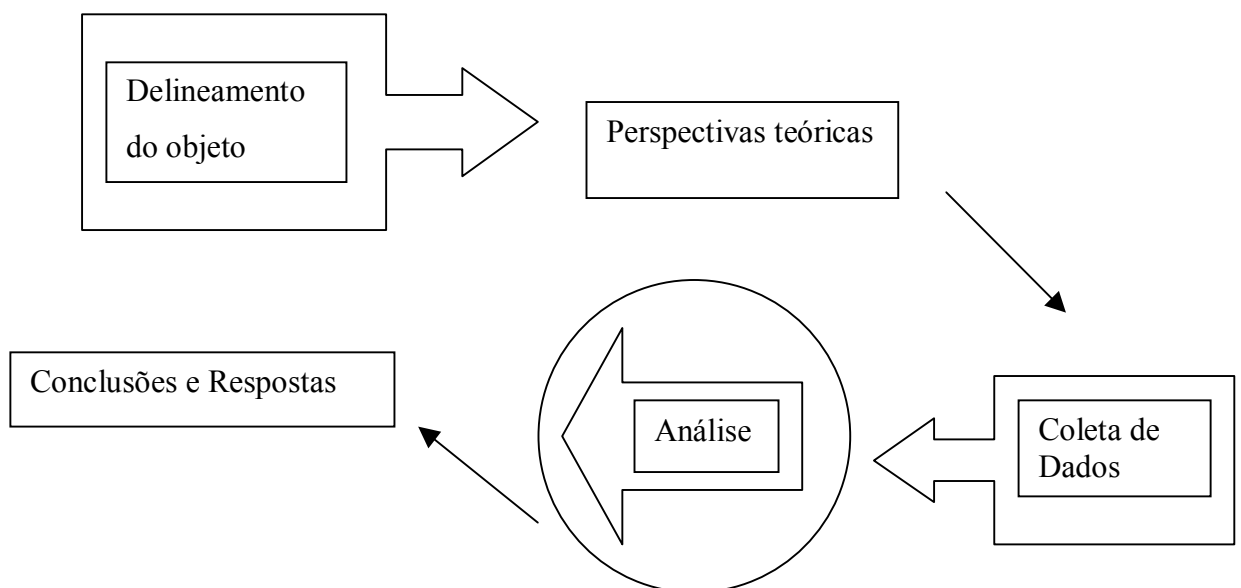 Delineamento
do objeto
Perspectivas teóricas
Conclusões e Respostas
Análise
Coleta de
Dados